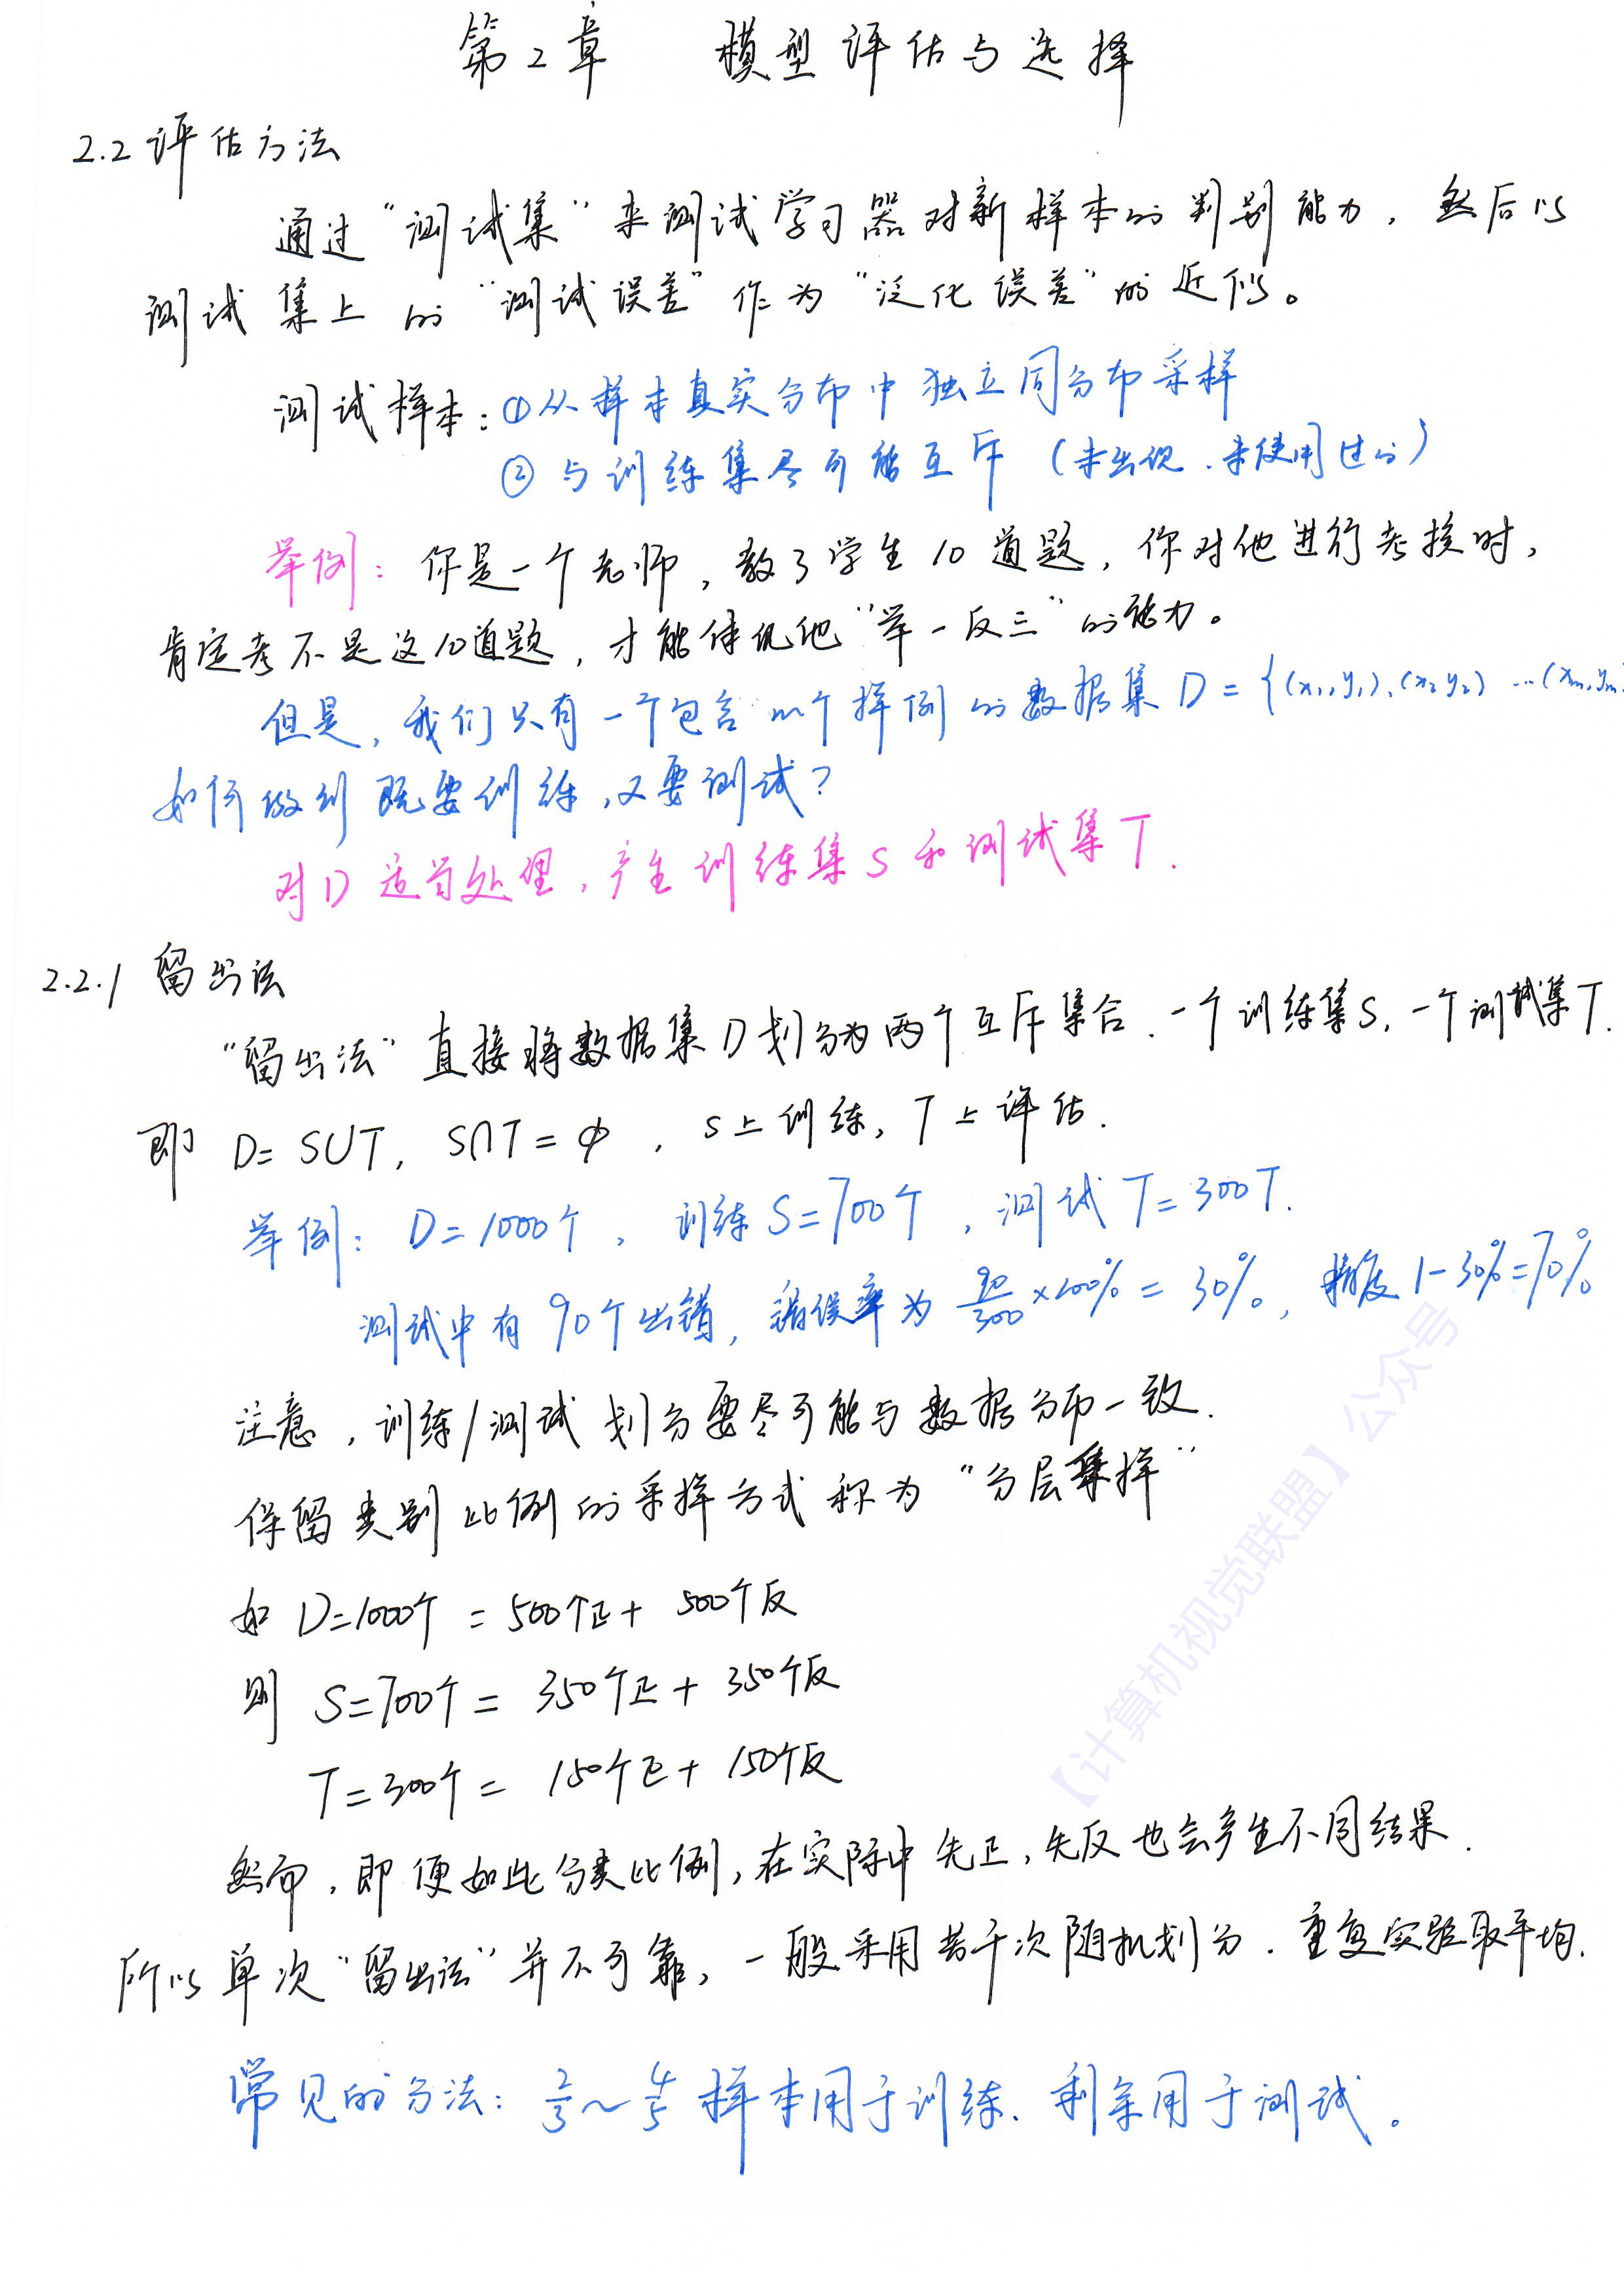 第2章 模型评估与选择
2.2 评估方法
通过“测试集”来测试学习器对新样本的判别能力，然后以
测试集上的“测试误差”作为“泛化误差”的近似。
测试样本：①从样本真实分布中独立同分布采样
②与训练集尽可能互斥（未出现、未使用过的）
举例：你是一个老师，教了学生10道题，你对他进行考核时，
肯定考不是这10道题，才能体现他“举一反三”的能力。
但是，我们只有一个包含m个样例的数据集D={(x₁,y₁),(x₂ y₂) …(xₘ,yₘ
如何做到既要训练，又要测试？
对D适当处理，产生训练集S和测试集T.
2.2.1 留出法
“留出法”直接将数据集D划分为两个互斥集合、一个训练集S，一个测试集T.
即 D=S∪T, S∩T=φ，S上训练，T上评估.
举例：D=1000个，训练S=700个，测试T=300T.
测试中有90个出错，错误率为 90/300 ×100% = 30%，精度1-30%=70%
注意，训练/测试划分要尽可能与数据分布一致.
保留类别比例的采样方式称为“分层集样”
如 D=1000个 = 500个正 + 500个反
则 S=700个 = 350个正 + 350个反
T=300个 = 150个正 + 150个反
然而，即便如此分类比例，在实际中先正，先反也会产生不同结果.
所以单次“留出法”并不可靠，一般采用若干次随机划分、重复实验取平均.
常见的方法：2/3～4/5 样本用于训练、剩余用于测试。
【计算机视觉联盟】公众号